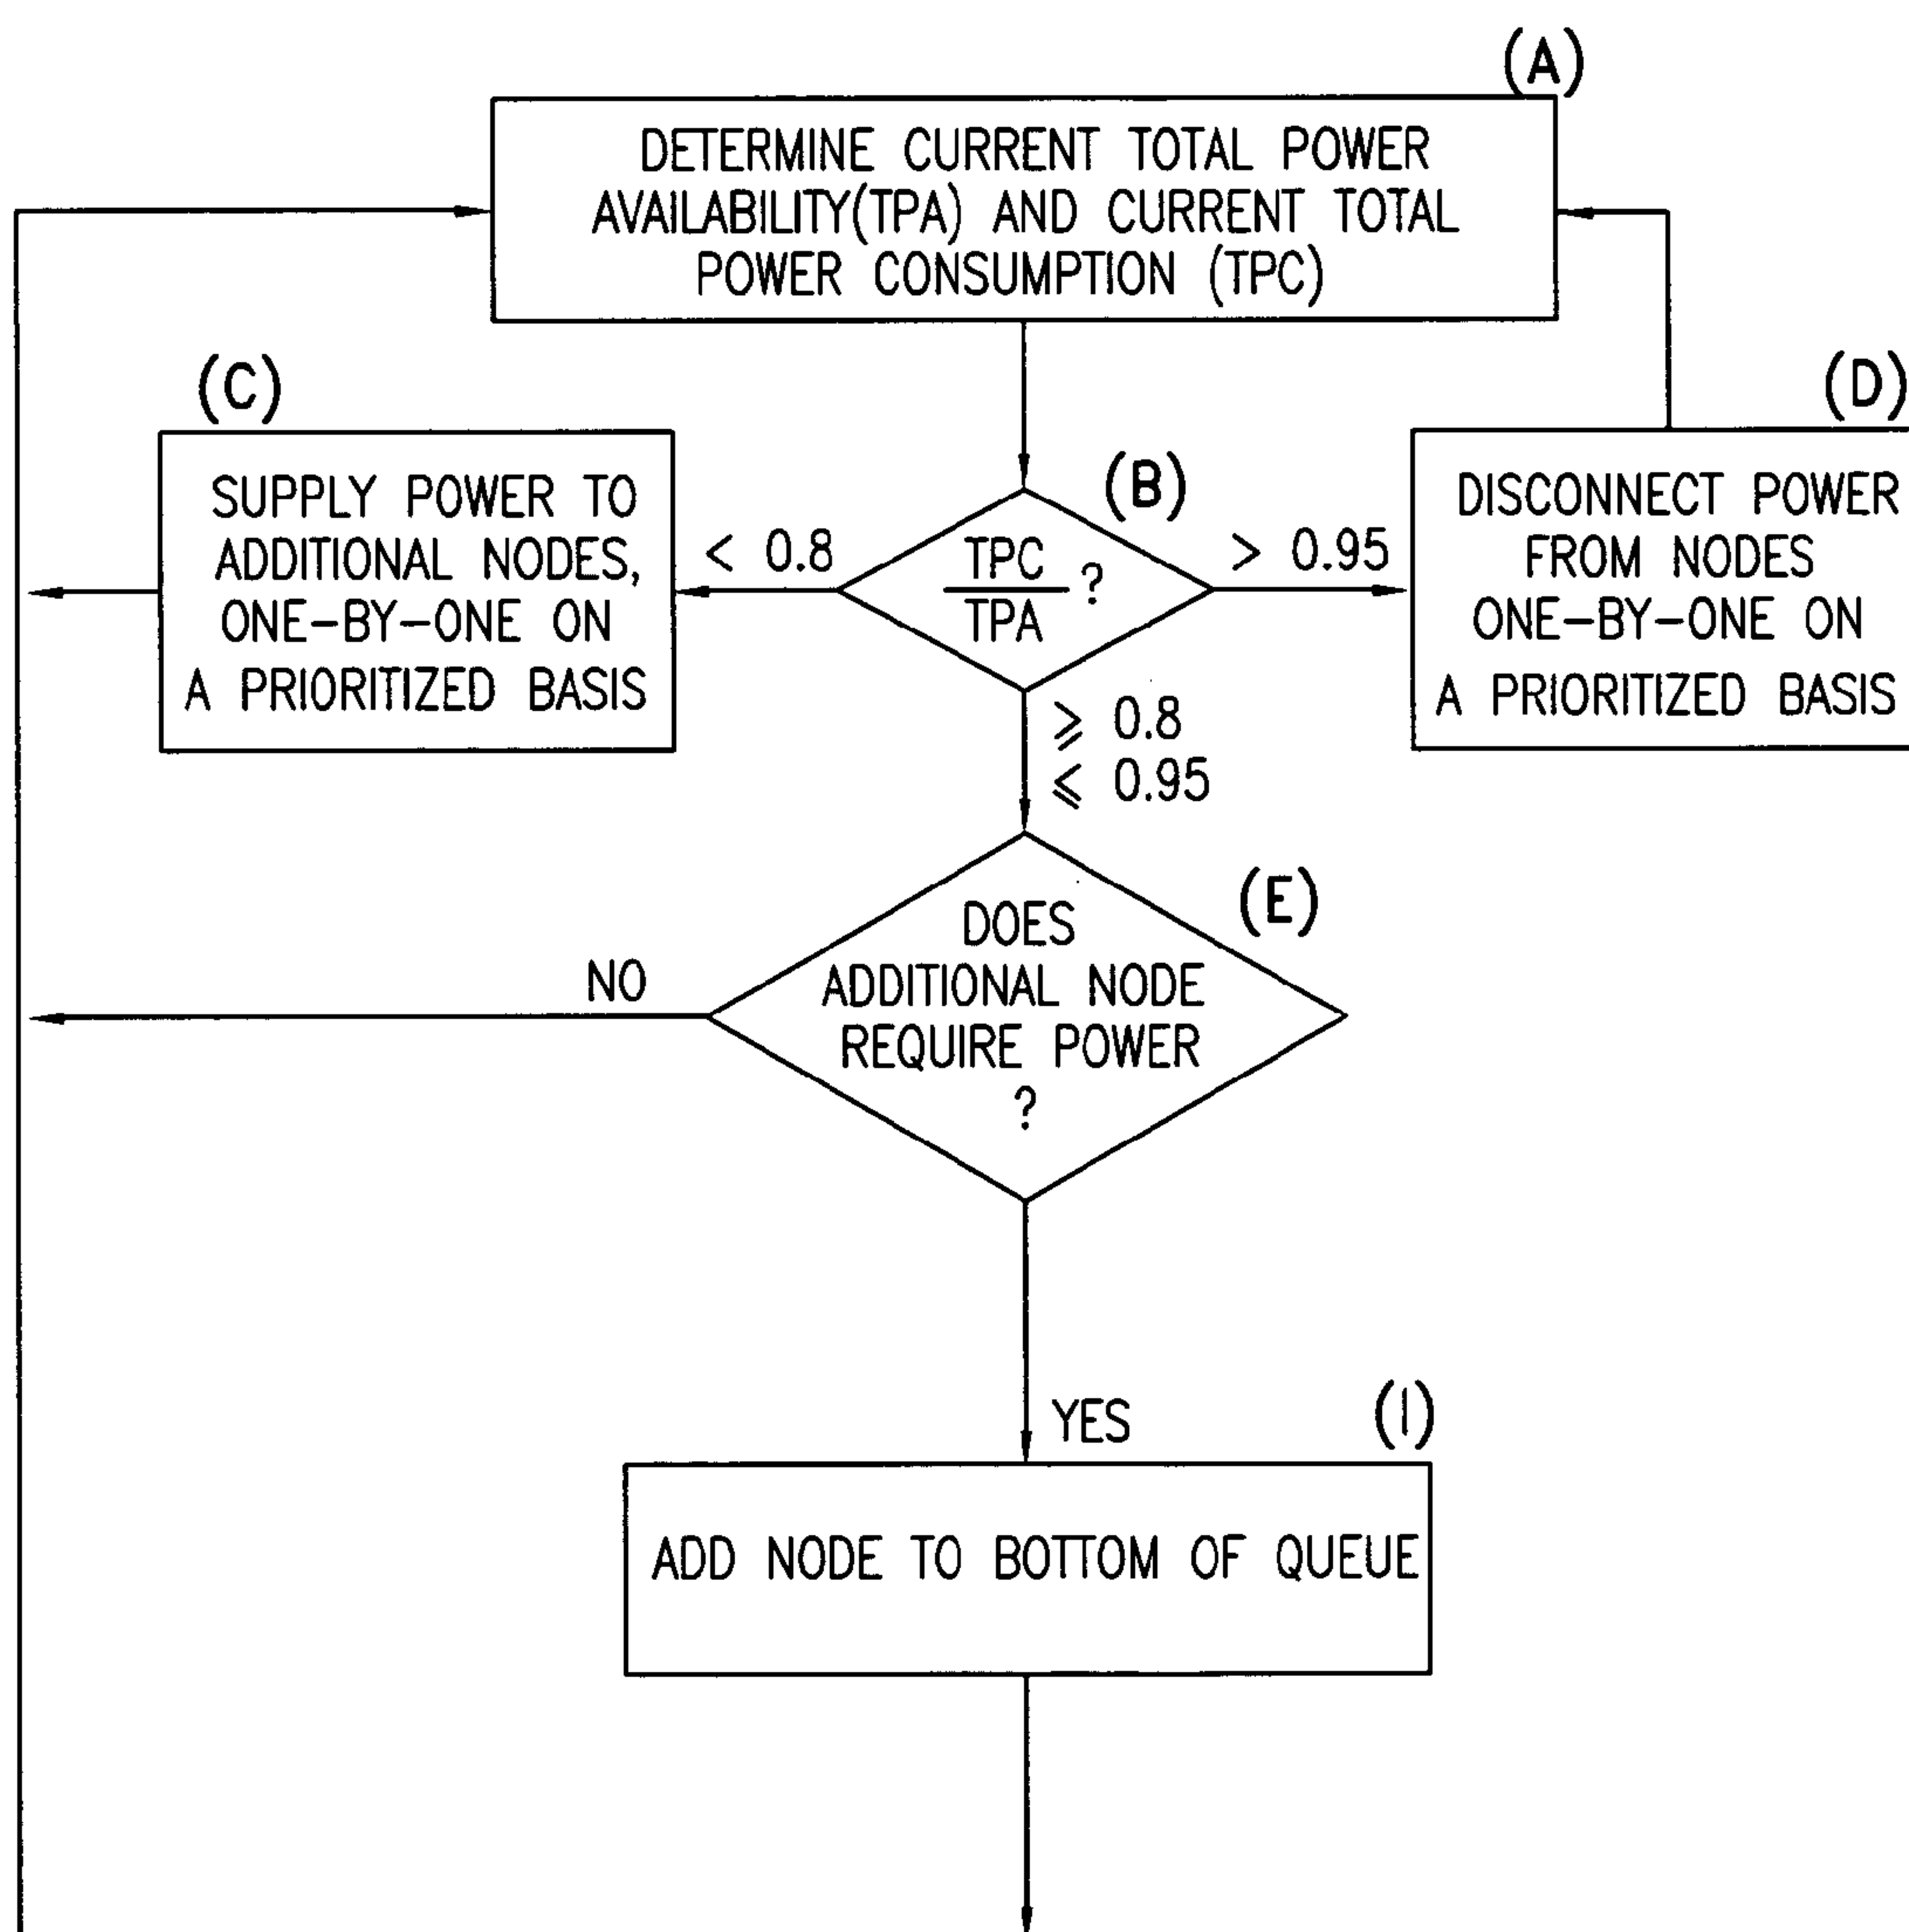 (A)
DETERMINE CURRENT TOTAL POWER
AVAILABILITY(TPA) AND CURRENT TOTAL
POWER CONSUMPTION (TPC)
(C)
SUPPLY POWER TO
ADDITIONAL NODES,
ONE-BY-ONE ON
A PRIORITIZED BASIS
< 0.8
(B)
TPC
TPA
?
> 0.95
(D)
DISCONNECT POWER
FROM NODES
ONE-BY-ONE ON
A PRIORITIZED BASIS
⩾ 0.8
⩽ 0.95
(E)
DOES
ADDITIONAL NODE
REQUIRE POWER
?
NO
YES
(I)
ADD NODE TO BOTTOM OF QUEUE